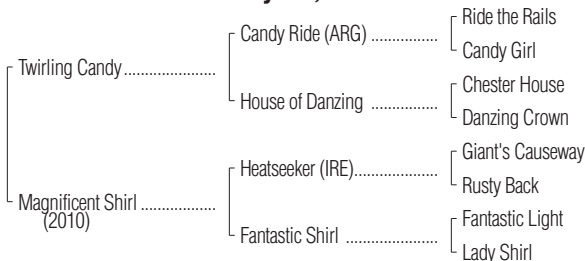 Ride the Rails
Candy Ride (ARG) ................
Candy Girl
Twirling Candy......................
Chester House
House of Danzing ................
Danzing Crown
Giant's Causeway
Heatseeker (IRE)....................
Rusty Back
Magnificent Shirl ..................
(2010)
Fantastic Light
Fantastic Shirl ......................
Lady Shirl